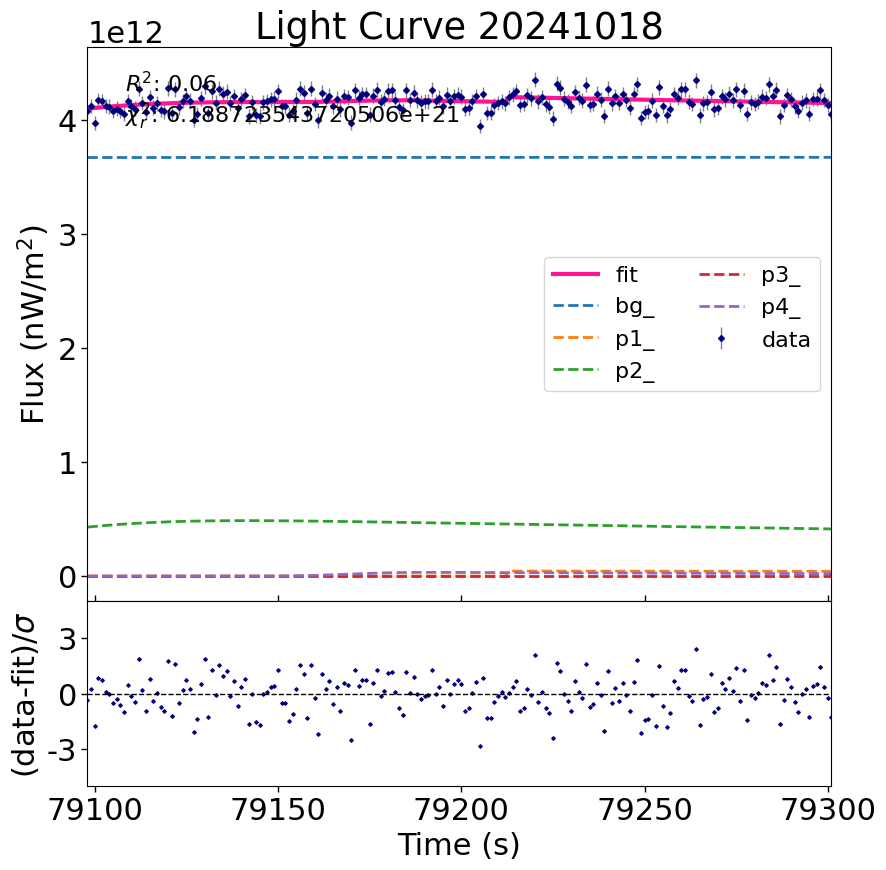 Light Curve 20241018
1e12
R²: 0.06
χᵣ²: 6.188723543720506e+21
4
3
2
1
0
Flux (nW/m²)
fit
bg_
p1_
p2_
p3_
p4_
data
3
0
-3
(data-fit)/σ
79100 79150 79200 79250 79300
Time (s)